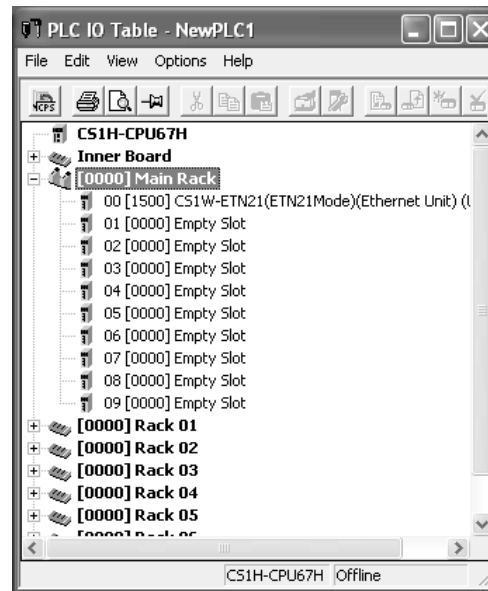 PLC IO Table - NewPLC1
File Edit View Options Help
CPS
CS1H-CPU67H
Inner Board
[0000] Main Rack
00 [1500] CS1W-ETN21(ETN21Mode)(Ethernet Unit) (
01 [0000] Empty Slot
02 [0000] Empty Slot
03 [0000] Empty Slot
04 [0000] Empty Slot
05 [0000] Empty Slot
06 [0000] Empty Slot
07 [0000] Empty Slot
08 [0000] Empty Slot
09 [0000] Empty Slot
[0000] Rack 01
[0000] Rack 02
[0000] Rack 03
[0000] Rack 04
[0000] Rack 05
CS1H-CPU67H Offline